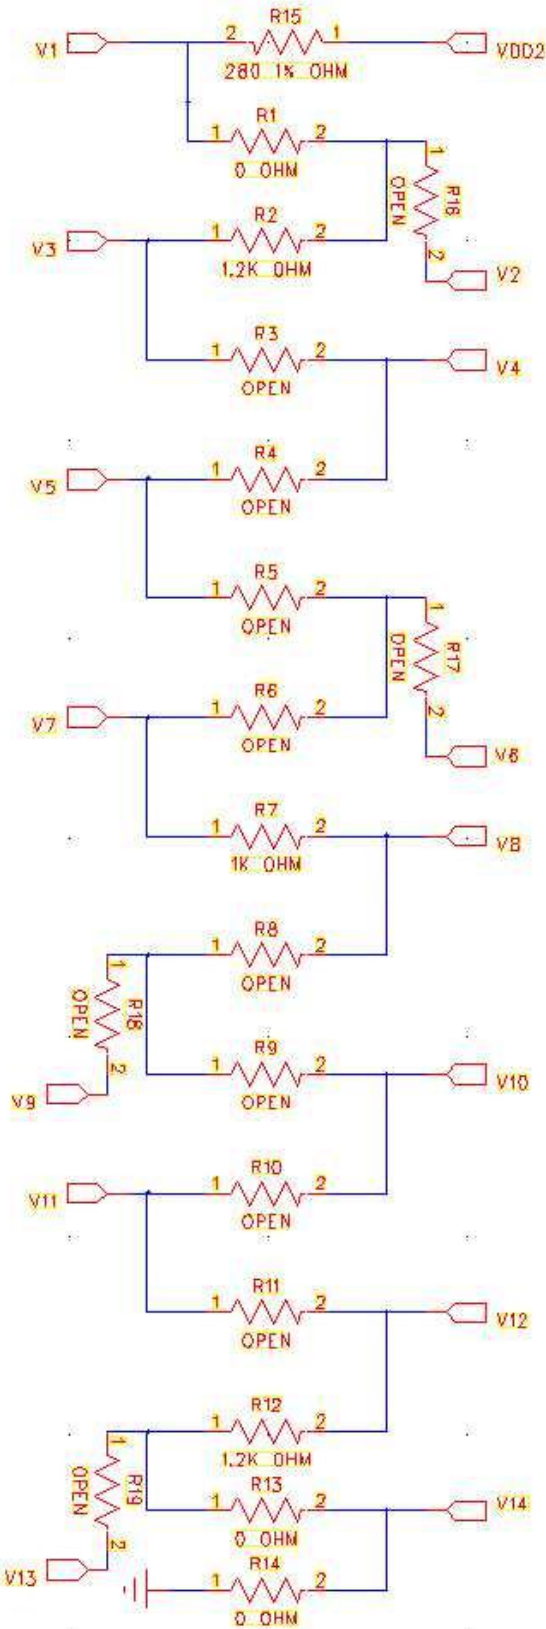 R15
V1 2 1 VDD2
280 1% OHM
R1
1 2
0 OHM
1
R16
OPEN
2
V2
R2
V3 1 2
1.2K OHM
R3
1 2 V4
OPEN
R4
V5 1 2
OPEN
R5
1 2
OPEN
1
R17
OPEN
2
V6
R6
V7 1 2
OPEN
R7
1 2 V8
1K OHM
R8
1 2
OPEN
1
R18
OPEN
2
V9
R9
1 2 V10
OPEN
R10
V11 1 2
OPEN
R11
1 2 V12
OPEN
R12
1 2
1.2K OHM
1
R19
OPEN
2
V13
R13
1 2 V14
0 OHM
R14
1 2
0 OHM